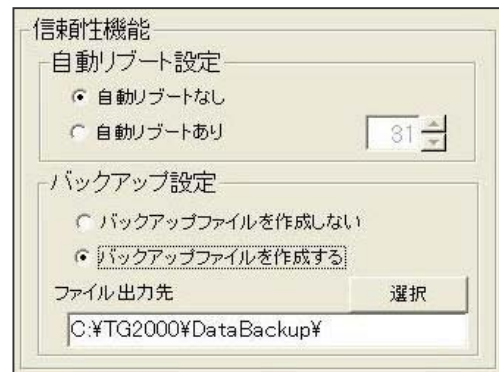 信頼性機能
自動リブート設定
自動リブートなし
自動リブートあり
31
バックアップ設定
バックアップファイルを作成しない
バックアップファイルを作成する
ファイル出力先
選択
C:¥TG2000¥DataBackup¥